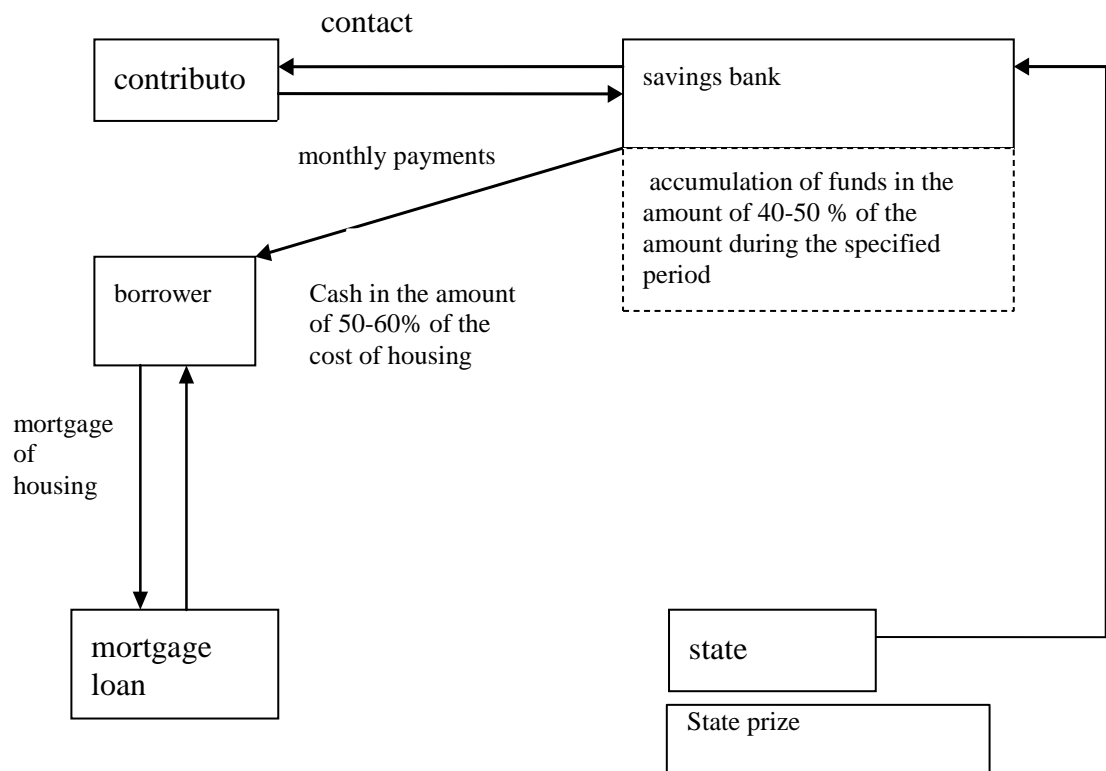 contact
contributo
savings bank
monthly payments
accumulation of funds in the
amount of 40-50 % of the
amount during the specified
period
borrower
Cash in the amount
of 50-60% of the
cost of housing
mortgage
of
housing
mortgage
loan
state
State prize